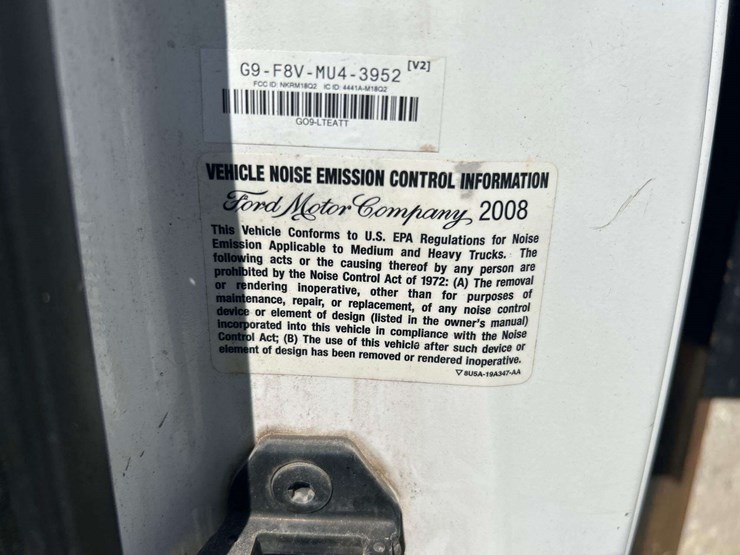 G9-F8V-MU4-3952 [V2]
FCC ID: NKRM18Q2 IC ID: 4441A-M18Q2
GO9-LTEATT
VEHICLE NOISE EMISSION CONTROL INFORMATION
Ford Motor Company 2008
This Vehicle Conforms to U.S. EPA Regulations for Noise
Emission Applicable to Medium and Heavy Trucks. The
following acts or the causing thereof by any person are
prohibited by the Noise Control Act of 1972: (A) The removal
or rendering inoperative, other than for purposes of
maintenance, repair, or replacement, of any noise control
device or element of design (listed in the owner's manual)
incorporated into this vehicle in compliance with the Noise
Control Act; (B) The use of this vehicle after such device or
element of design has been removed or rendered inoperative.
▽ 8U5A-19A347-AA